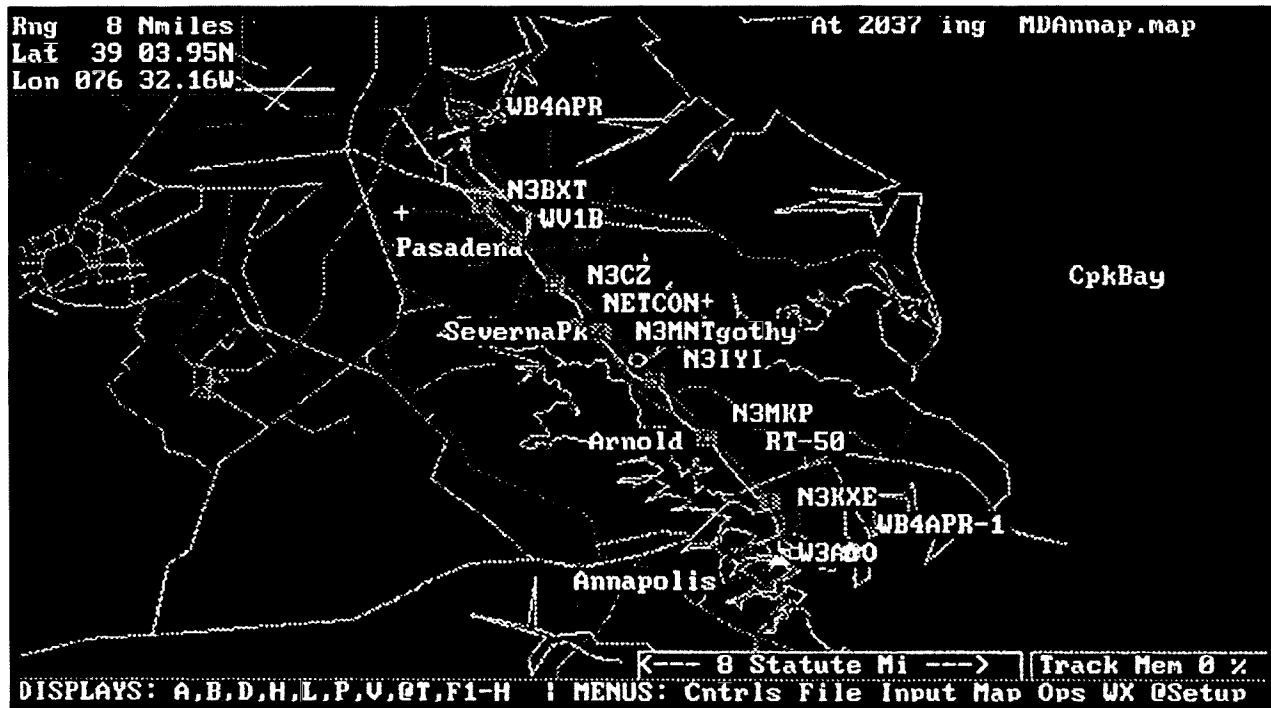 Rng 8 Nmiles
At 2037 ing MDAnnap.map
Lat 39 03.95N
Lon 076 32.16W
WB4APR
N3BXT
WV1B
Pasadena
N3CZ
CpkBay
NETCON+
SevernaPk N3MNTgothy
N3IYI
N3MKP
Arnold RT-50
N3KXE
WB4APR-1
W3ADO
Annapolis
<--- 8 Statute Mi ---> Track Mem 0 %
DISPLAYS: A,B,D,H,L,P,V,@T,F1-H | MENUS: Cntrls File Input Map Ops WX @Setup